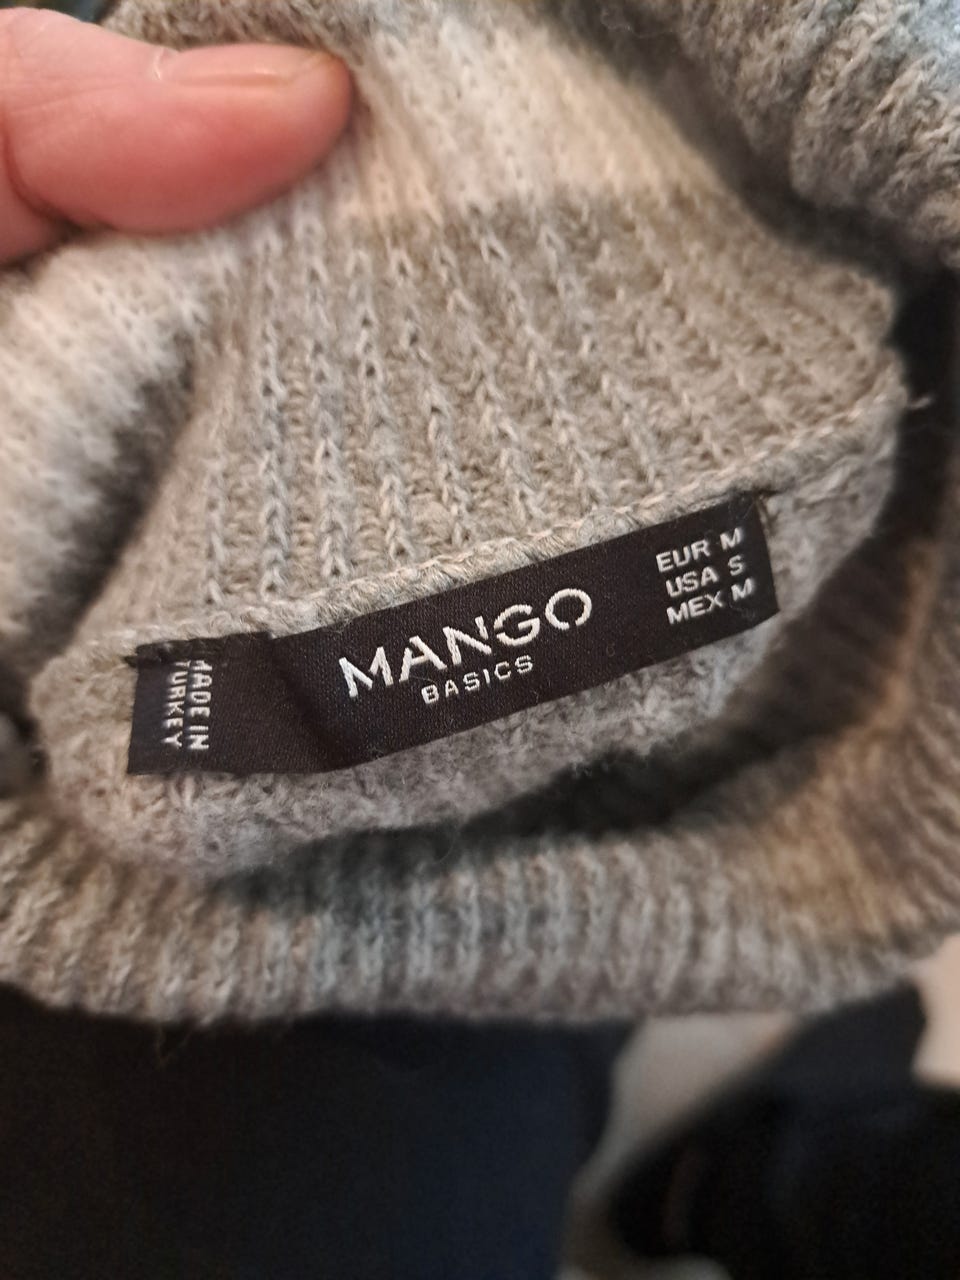 MANGO
BASICS
EUR M
USA S
MEX M
MADE IN
TURKEY